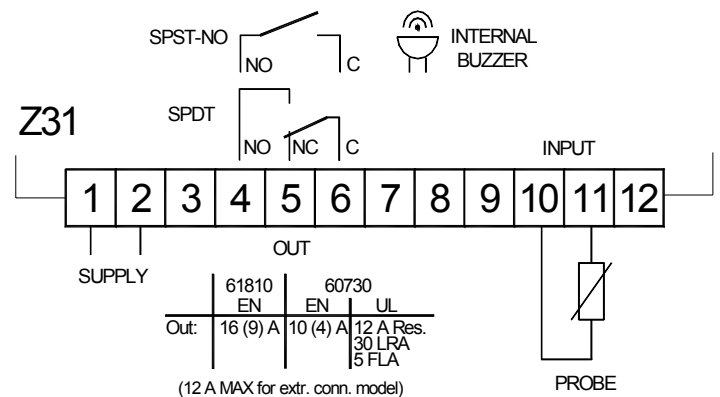 SPST-NO
NO C
INTERNAL
BUZZER
Z31
SPDT
NO NC C
INPUT
1 2 3 4 5 6 7 8 9 10 11 12
OUT
SUPPLY
61810 60730
EN EN UL
Out: 16 (9) A 10 (4) A 12 A Res.
30 LRA
5 FLA
(12 A MAX for extr. conn. model)
PROBE